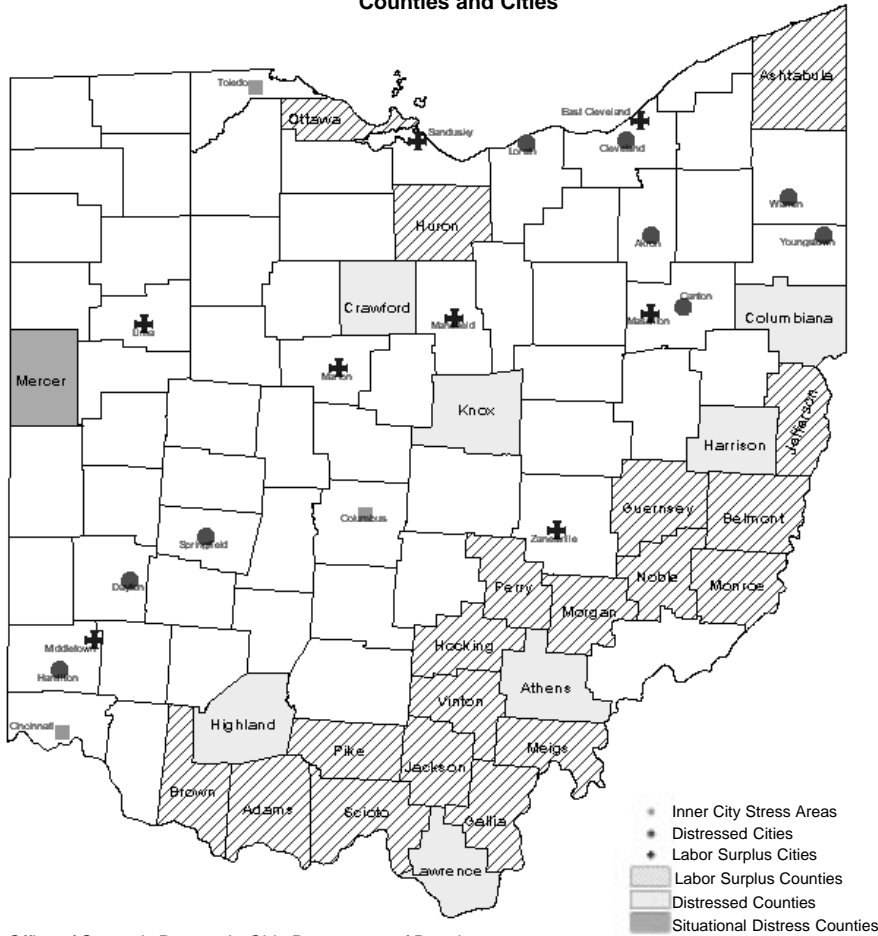 Counties and Cities
Ashtabula
Toledo
East Cleveland
Ottawa
Sandusky
Lorain
Cleveland
Warren
Huron
Akron
Youngstown
Canton
Crawford
Mansfield
Massillon
Columbiana
Lima
Marion
Mercer
Knox
Jefferson
Harrison
Guernsey
Columbus
Belmont
Zanesville
Springfield
Noble
Monroe
Dayton
Perry
Morgan
Middletown
Hocking
Hamilton
Athens
Vinton
Highland
Cincinnati
Pike
Meigs
Jackson
Brown
Adams
Scioto
Gallia
Lawrence
Inner City Stress Areas
Distressed Cities
Labor Surplus Cities
Labor Surplus Counties
Distressed Counties
Situational Distress Counties